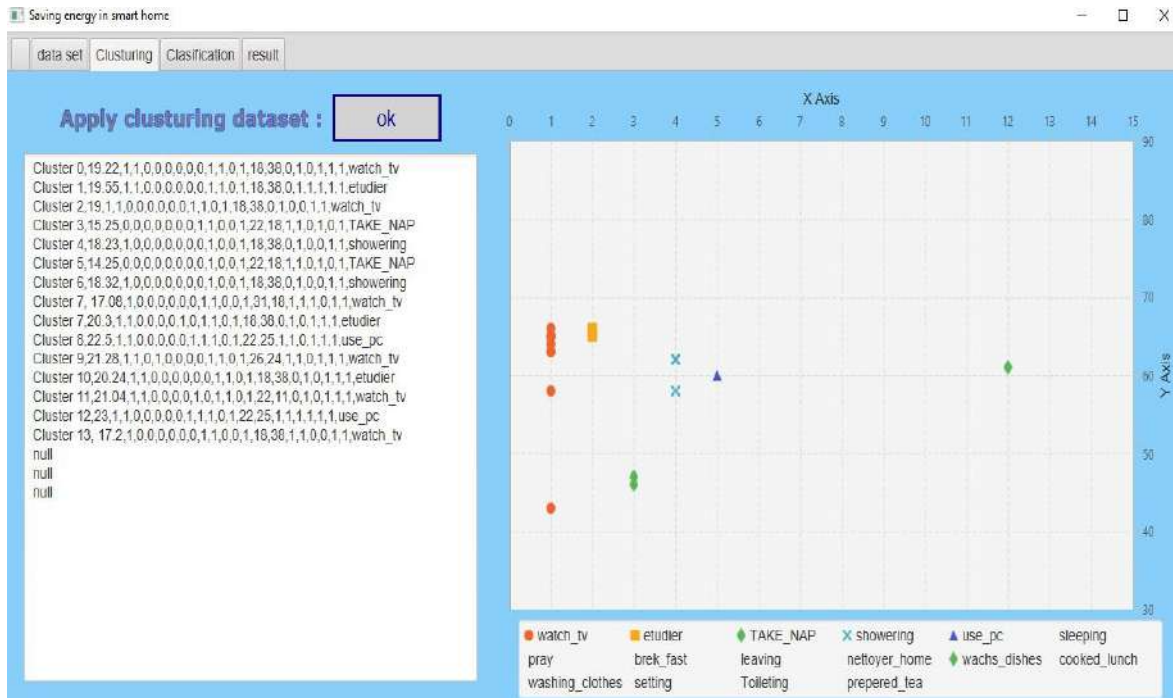 Saving energy in smart home
data set Clusturing Clasification result
Apply clusturing dataset : ok
Cluster 0,19.22,1,1,0,0,0,0,0,0,1,1,0,1,18,38,0,1,0,1,1,1,watch_tv
Cluster 1,19.55,1,1,0,0,0,0,0,0,1,1,0,1,18,38,0,1,1,1,1,1,etudier
Cluster 2,19,1,1,0,0,0,0,0,0,1,1,0,1,18,38,0,1,0,0,1,1,watch_tv
Cluster 3,15.25,0,0,0,0,0,0,0,1,1,0,0,1,22,18,1,1,0,1,0,1,TAKE_NAP
Cluster 4,18.23,1,0,0,0,0,0,0,0,1,0,0,1,18,38,0,1,0,0,1,1,showering
Cluster 5,14.25,0,0,0,0,0,0,0,0,1,0,0,1,22,18,1,1,0,1,0,1,TAKE_NAP
Cluster 6,18.32,1,0,0,0,0,0,0,0,1,0,0,1,18,38,0,1,0,0,1,1,showering
Cluster 7, 17.08,1,0,0,0,0,0,0,1,1,0,0,1,31,18,1,1,1,0,1,1,watch_tv
Cluster 7,20.3,1,1,0,0,0,0,1,0,1,1,0,1,18,38,0,1,0,1,1,1,etudier
Cluster 8,22.5,1,1,0,0,0,0,0,1,1,1,0,1,22,25,1,1,0,1,1,1,use_pc
Cluster 9,21.28,1,1,0,1,0,0,0,0,1,1,0,1,26,24,1,1,0,1,1,1,watch_tv
Cluster 10,20.24,1,1,0,0,0,0,0,0,1,1,0,1,18,38,0,1,0,1,1,1,etudier
Cluster 11,21.04,1,1,0,0,0,0,1,0,1,1,0,1,22,11,0,1,0,1,1,1,watch_tv
Cluster 12,23,1,1,0,0,0,0,0,1,1,1,0,1,22,25,1,1,1,1,1,1,use_pc
Cluster 13, 17.2,1,0,0,0,0,0,0,1,1,0,0,1,18,38,1,1,0,0,1,1,watch_tv
null
null
null
X Axis
0 1 2 3 4 5 6 7 8 9 10 11 12 13 14 15
90
80
70
60
50
40
30
Y Axis
watch_tv etudier TAKE_NAP showering use_pc sleeping
pray brek_fast leaving nettoyer_home wachs_dishes cooked_lunch
washing_clothes setting Toileting prepered_tea